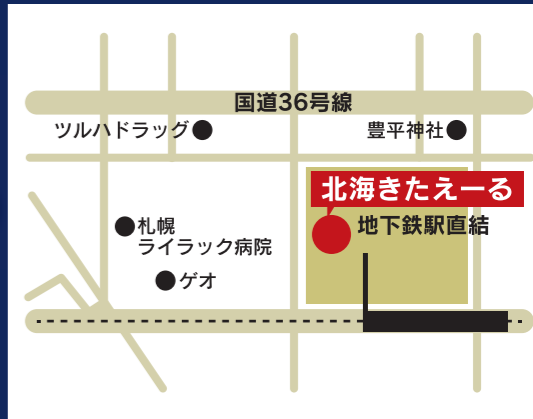 国道36号線
ツルハドラッグ
豊平神社
北海きたえーる
地下鉄駅直結
札幌
ライラック病院
ゲオ